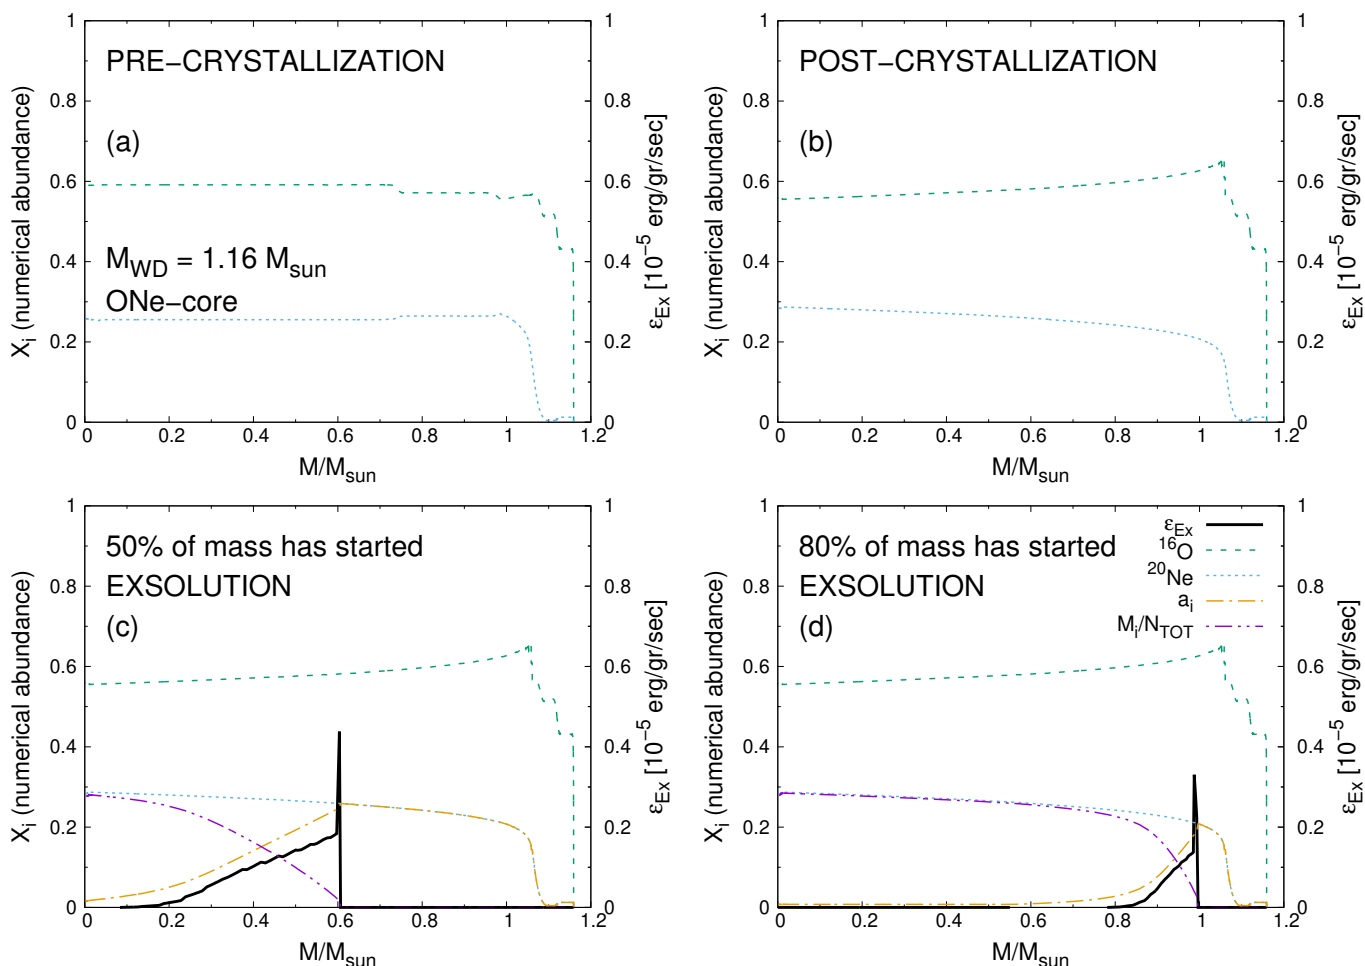 PRE−CRYSTALLIZATION
(a)
M_WD = 1.16 M_sun
ONe−core
X_i (numerical abundance)
ε_Ex [10^−5 erg/gr/sec]
M/M_sun
0 0.2 0.4 0.6 0.8 1
0 0.2 0.4 0.6 0.8 1
0 0.2 0.4 0.6 0.8 1 1.2
POST−CRYSTALLIZATION
(b)
X_i (numerical abundance)
ε_Ex [10^−5 erg/gr/sec]
M/M_sun
0 0.2 0.4 0.6 0.8 1
0 0.2 0.4 0.6 0.8 1
0 0.2 0.4 0.6 0.8 1 1.2
50% of mass has started
EXSOLUTION
(c)
X_i (numerical abundance)
ε_Ex [10^−5 erg/gr/sec]
M/M_sun
0 0.2 0.4 0.6 0.8 1
0 0.2 0.4 0.6 0.8 1
0 0.2 0.4 0.6 0.8 1 1.2
80% of mass has started
EXSOLUTION
(d)
ε_Ex
^16O
^20Ne
a_i
M_i/N_TOT
X_i (numerical abundance)
ε_Ex [10^−5 erg/gr/sec]
M/M_sun
0 0.2 0.4 0.6 0.8 1
0 0.2 0.4 0.6 0.8 1
0 0.2 0.4 0.6 0.8 1 1.2